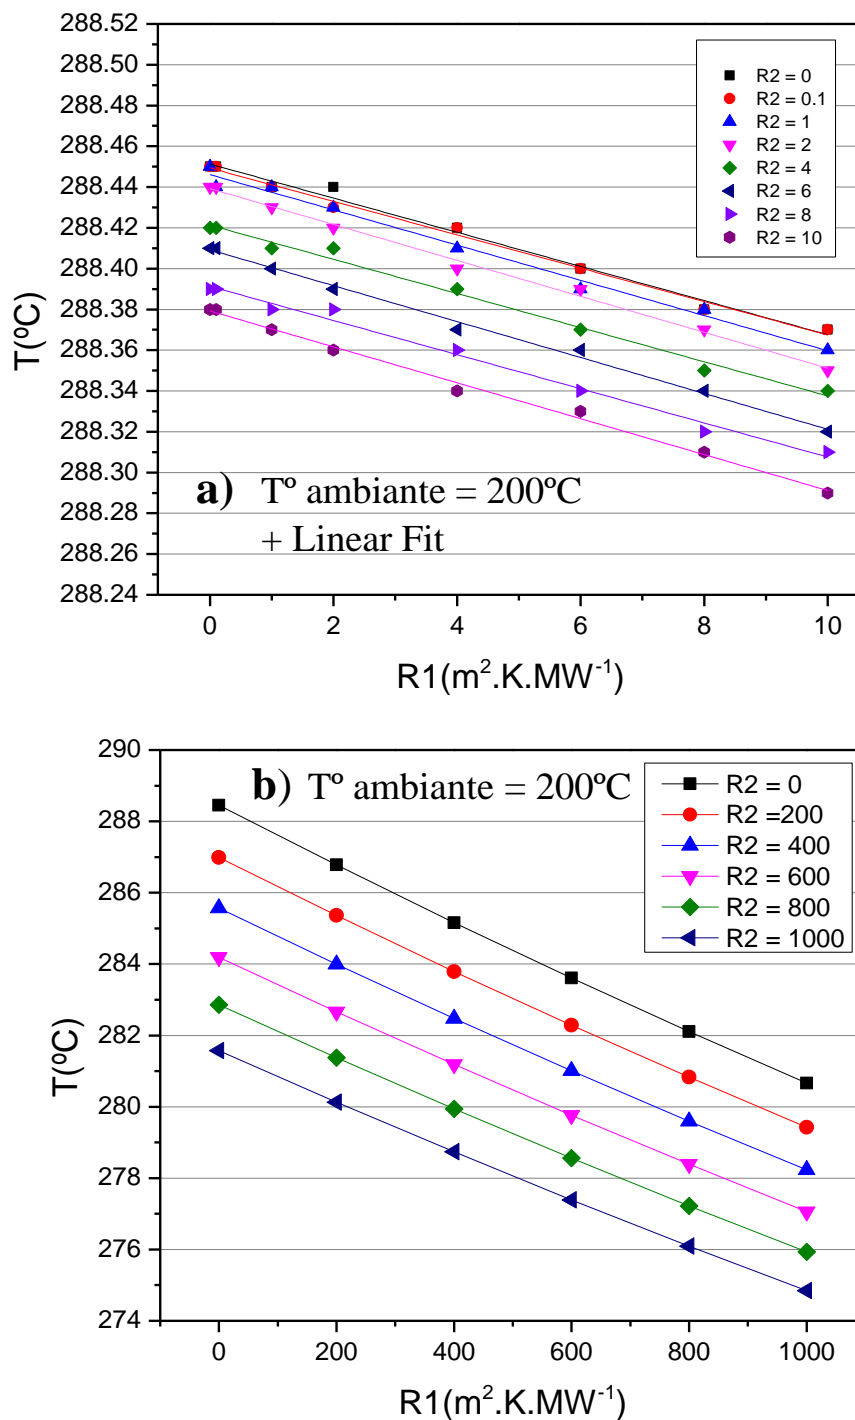 288.52
288.50
288.48
288.46
288.44
288.42
288.40
288.38
288.36
288.34
288.32
288.30
288.28
288.26
288.24
T(ºC)
R2 = 0
R2 = 0.1
R2 = 1
R2 = 2
R2 = 4
R2 = 6
R2 = 8
R2 = 10
a) Tº ambiante = 200ºC
+ Linear Fit
0 2 4 6 8 10
R1(m².K.MW⁻¹)
290
288
286
284
282
280
278
276
274
T(ºC)
b) Tº ambiante = 200ºC
R2 = 0
R2 =200
R2 = 400
R2 = 600
R2 = 800
R2 = 1000
0 200 400 600 800 1000
R1(m².K.MW⁻¹)